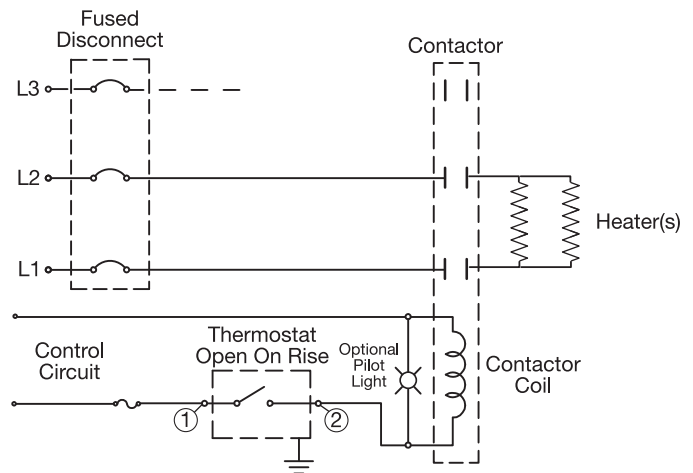 Fused
Disconnect
Contactor
L3
L2
Heater(s)
L1
Thermostat
Open On Rise
Control
Circuit
Optional
Pilot
Light
Contactor
Coil
1
2